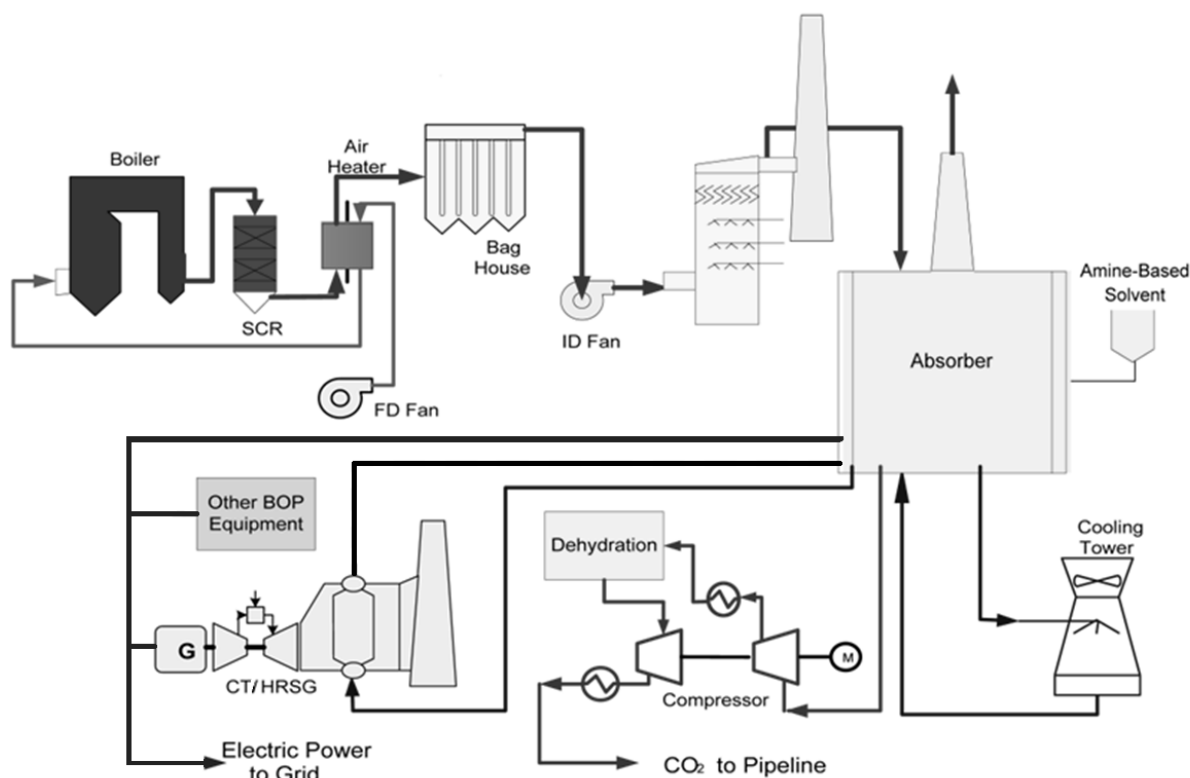 Boiler
Air
Heater
Bag
House
SCR
ID Fan
FD Fan
Amine-Based
Solvent
Absorber
Other BOP
Equipment
Dehydration
Cooling
Tower
G
CT/HRSG
M
Compressor
Electric Power
to Grid
CO₂ to Pipeline